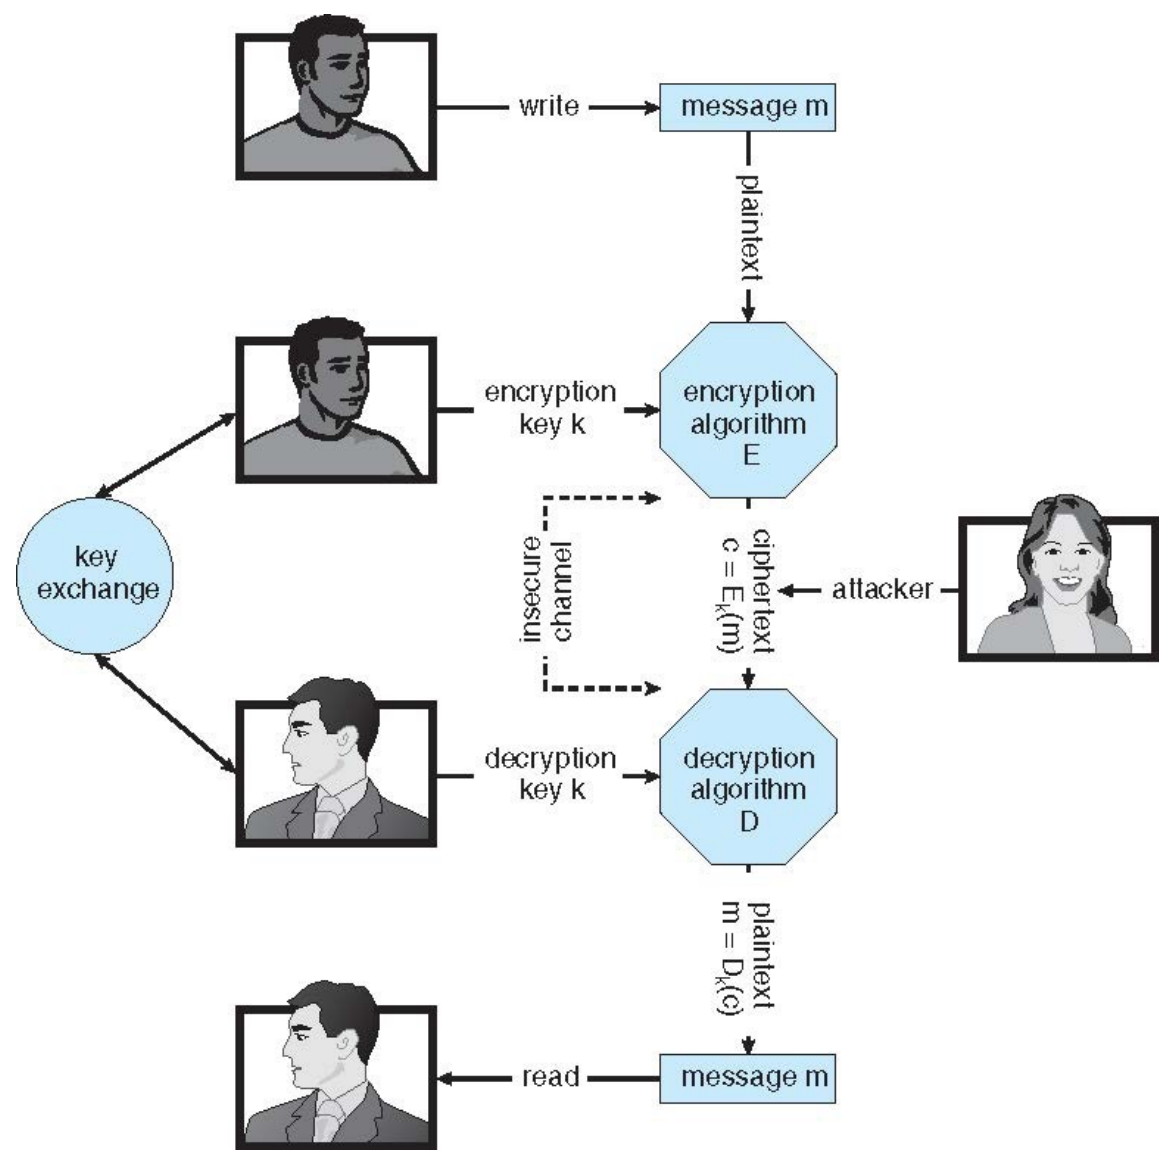 write
message m
plaintext
encryption
key k
encryption
algorithm
E
key
exchange
insecure
channel
ciphertext
c = Eₖ(m)
attacker
decryption
key k
decryption
algorithm
D
plaintext
m = Dₖ(c)
read
message m